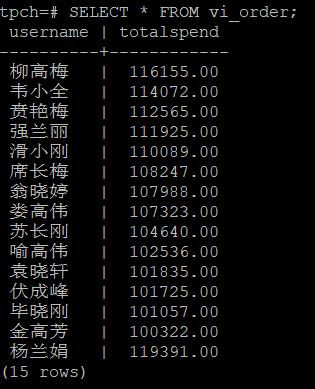 tpch=# SELECT * FROM vi_order;
 username | totalspend
----------+------------
 柳高梅   |  116155.00
 韦小全   |  114072.00
 贲艳梅   |  112565.00
 强兰丽   |  111925.00
 滑小刚   |  110089.00
 席长梅   |  108247.00
 翁晓婷   |  107988.00
 娄高伟   |  107323.00
 苏长刚   |  104640.00
 喻高伟   |  102536.00
 袁晓轩   |  101835.00
 伏成峰   |  101725.00
 毕晓刚   |  101057.00
 金高芳   |  100322.00
 杨兰娟   |  119391.00
(15 rows)